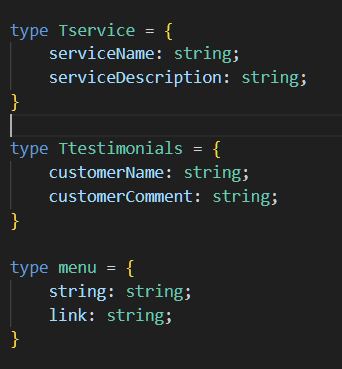 type Tservice = {
    serviceName: string;
    serviceDescription: string;
}
type Ttestimonials = {
    customerName: string;
    customerComment: string;
}
type menu = {
    string: string;
    link: string;
}